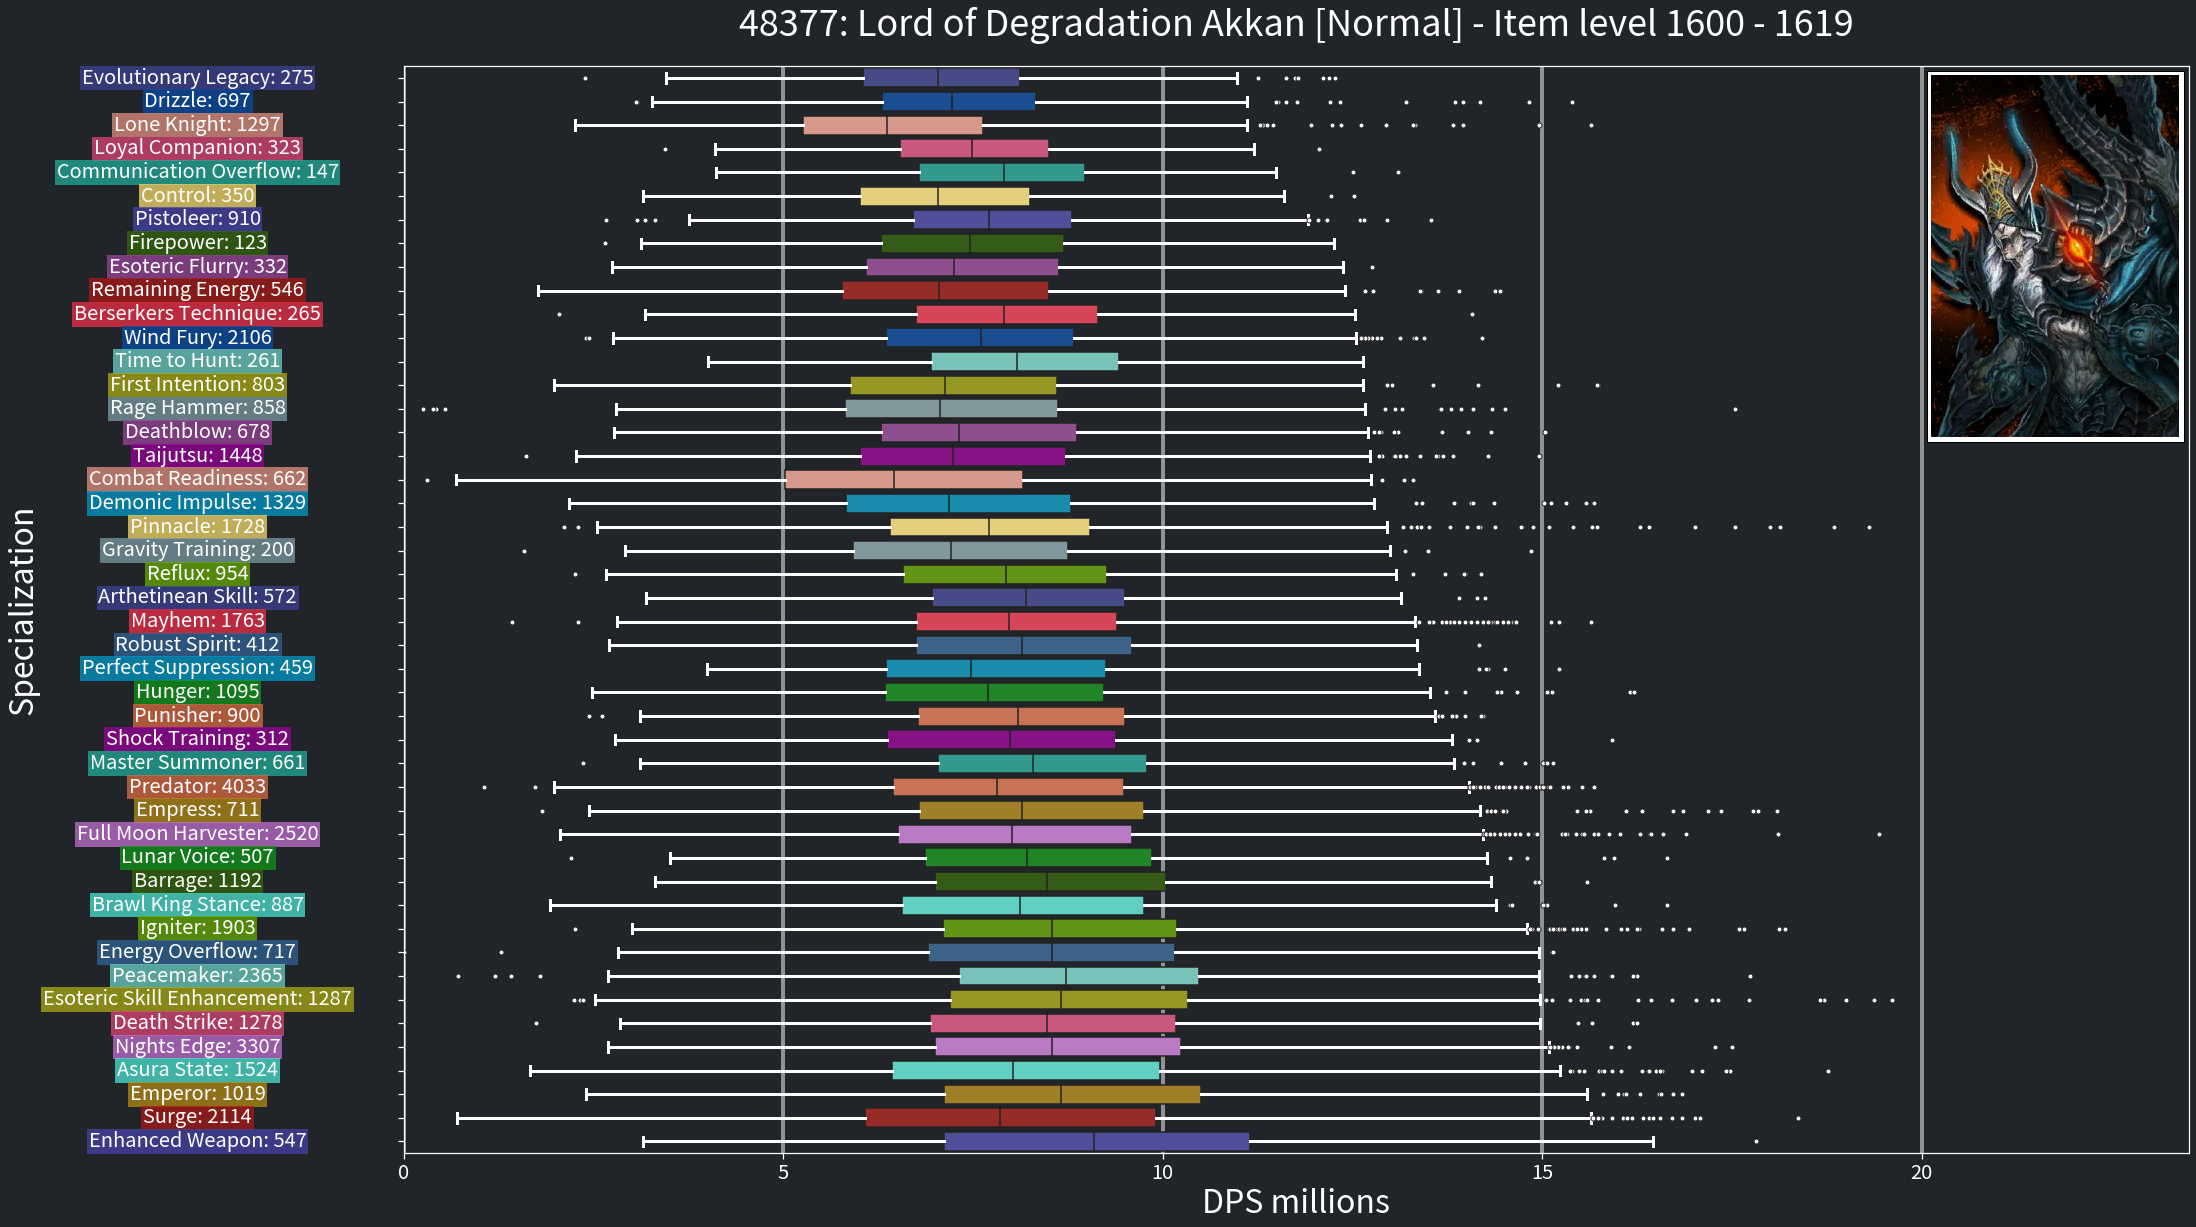 48377: Lord of Degradation Akkan [Normal] - Item level 1600 - 1619
Specialization
Evolutionary Legacy: 275
Drizzle: 697
Lone Knight: 1297
Loyal Companion: 323
Communication Overflow: 147
Control: 350
Pistoleer: 910
Firepower: 123
Esoteric Flurry: 332
Remaining Energy: 546
Berserkers Technique: 265
Wind Fury: 2106
Time to Hunt: 261
First Intention: 803
Rage Hammer: 858
Deathblow: 678
Taijutsu: 1448
Combat Readiness: 662
Demonic Impulse: 1329
Pinnacle: 1728
Gravity Training: 200
Reflux: 954
Arthetinean Skill: 572
Mayhem: 1763
Robust Spirit: 412
Perfect Suppression: 459
Hunger: 1095
Punisher: 900
Shock Training: 312
Master Summoner: 661
Predator: 4033
Empress: 711
Full Moon Harvester: 2520
Lunar Voice: 507
Barrage: 1192
Brawl King Stance: 887
Igniter: 1903
Energy Overflow: 717
Peacemaker: 2365
Esoteric Skill Enhancement: 1287
Death Strike: 1278
Nights Edge: 3307
Asura State: 1524
Emperor: 1019
Surge: 2114
Enhanced Weapon: 547
0 5 10 15 20
DPS millions